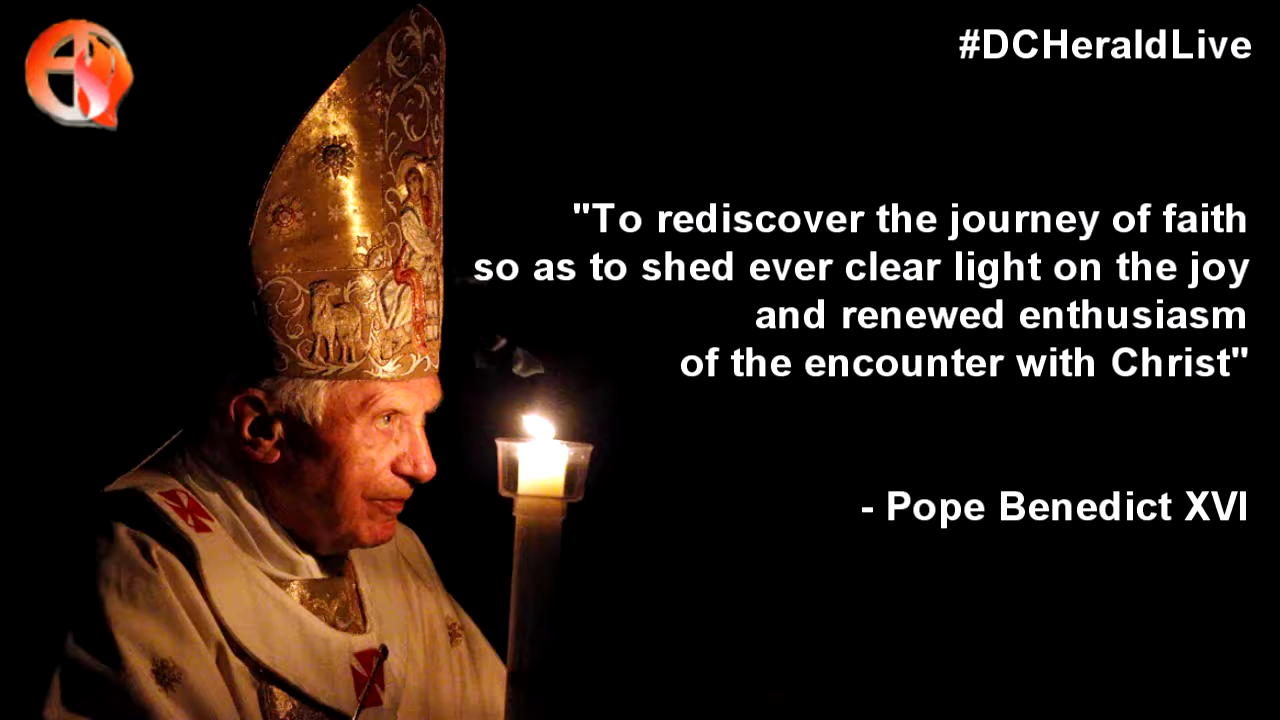 #DCHeraldLive
"To rediscover the journey of faith
so as to shed ever clear light on the joy
and renewed enthusiasm
of the encounter with Christ"
- Pope Benedict XVI